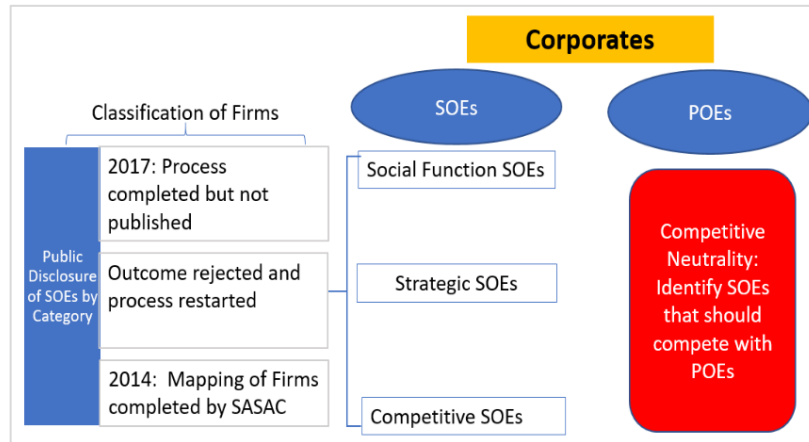 Corporates
Classification of Firms
SOEs
POEs
Public
Disclosure
of SOEs by
Category
2017: Process
completed but not
published
Outcome rejected and
process restarted
2014:  Mapping of Firms
completed by SASAC
Social Function SOEs
Strategic SOEs
Competitive SOEs
Competitive
Neutrality:
Identify SOEs
that should
compete with
POEs